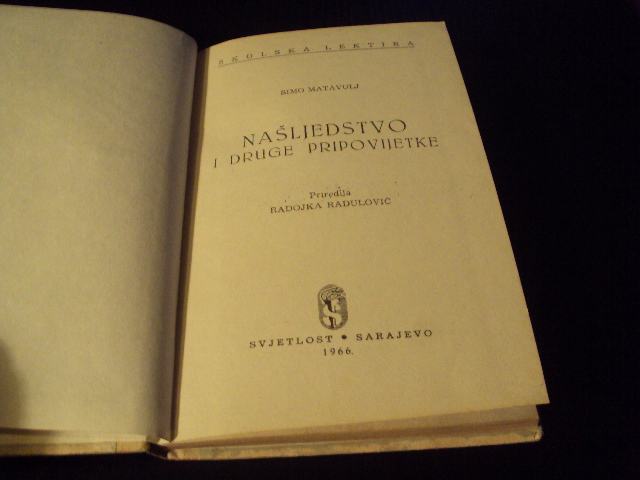 ŠKOLSKA LEKTIRA
SIMO MATAVULJ
NAŠLJEDSTVO
I DRUGE PRIPOVIJETKE
Priredila
RADOJKA RADULOVIĆ
S
SVJETLOST • SARAJEVO
1966.